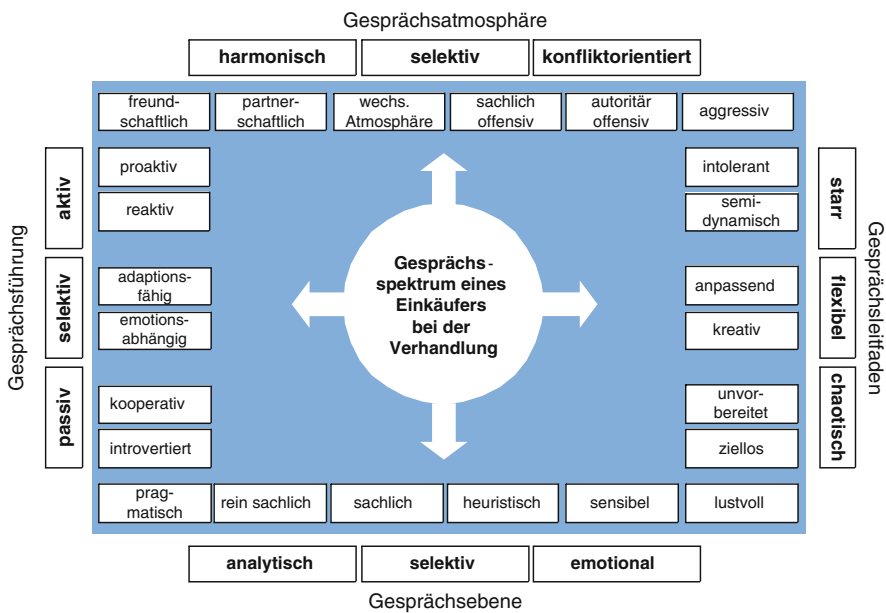 Gesprächsatmosphäre
harmonisch selektiv konfliktorientiert
freund-
schaftlich
partner-
schaftlich
wechs.
Atmosphäre
sachlich
offensiv
autoritär
offensiv
aggressiv
Gesprächsführung
aktiv
selektiv
passiv
proaktiv
reaktiv
adaptions-
fähig
emotions-
abhängig
kooperativ
introvertiert
Gesprächs-
spektrum eines
Einkäufers
bei der
Verhandlung
intolerant
semi-
dynamisch
anpassend
kreativ
unvor-
bereitet
ziellos
starr
flexibel
chaotisch
Gesprächsleitfaden
prag-
matisch
rein sachlich
sachlich
heuristisch
sensibel
lustvoll
analytisch selektiv emotional
Gesprächsebene